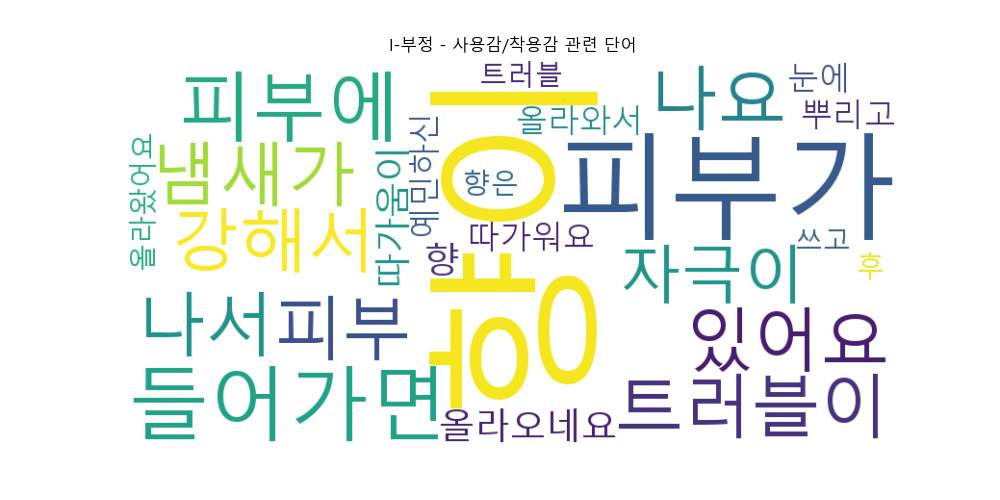 I-부정 - 사용감/착용감 관련 단어
트러블
피부에
나요
눈에
뿌리고
올라와서
향이
피부가
올라왔어요
냄새가
따가움이
예민하신
향은
강해서
향
따가워요
쓰고
자극이
후
나서
피부
있어요
들어가면
올라오네요
트러블이